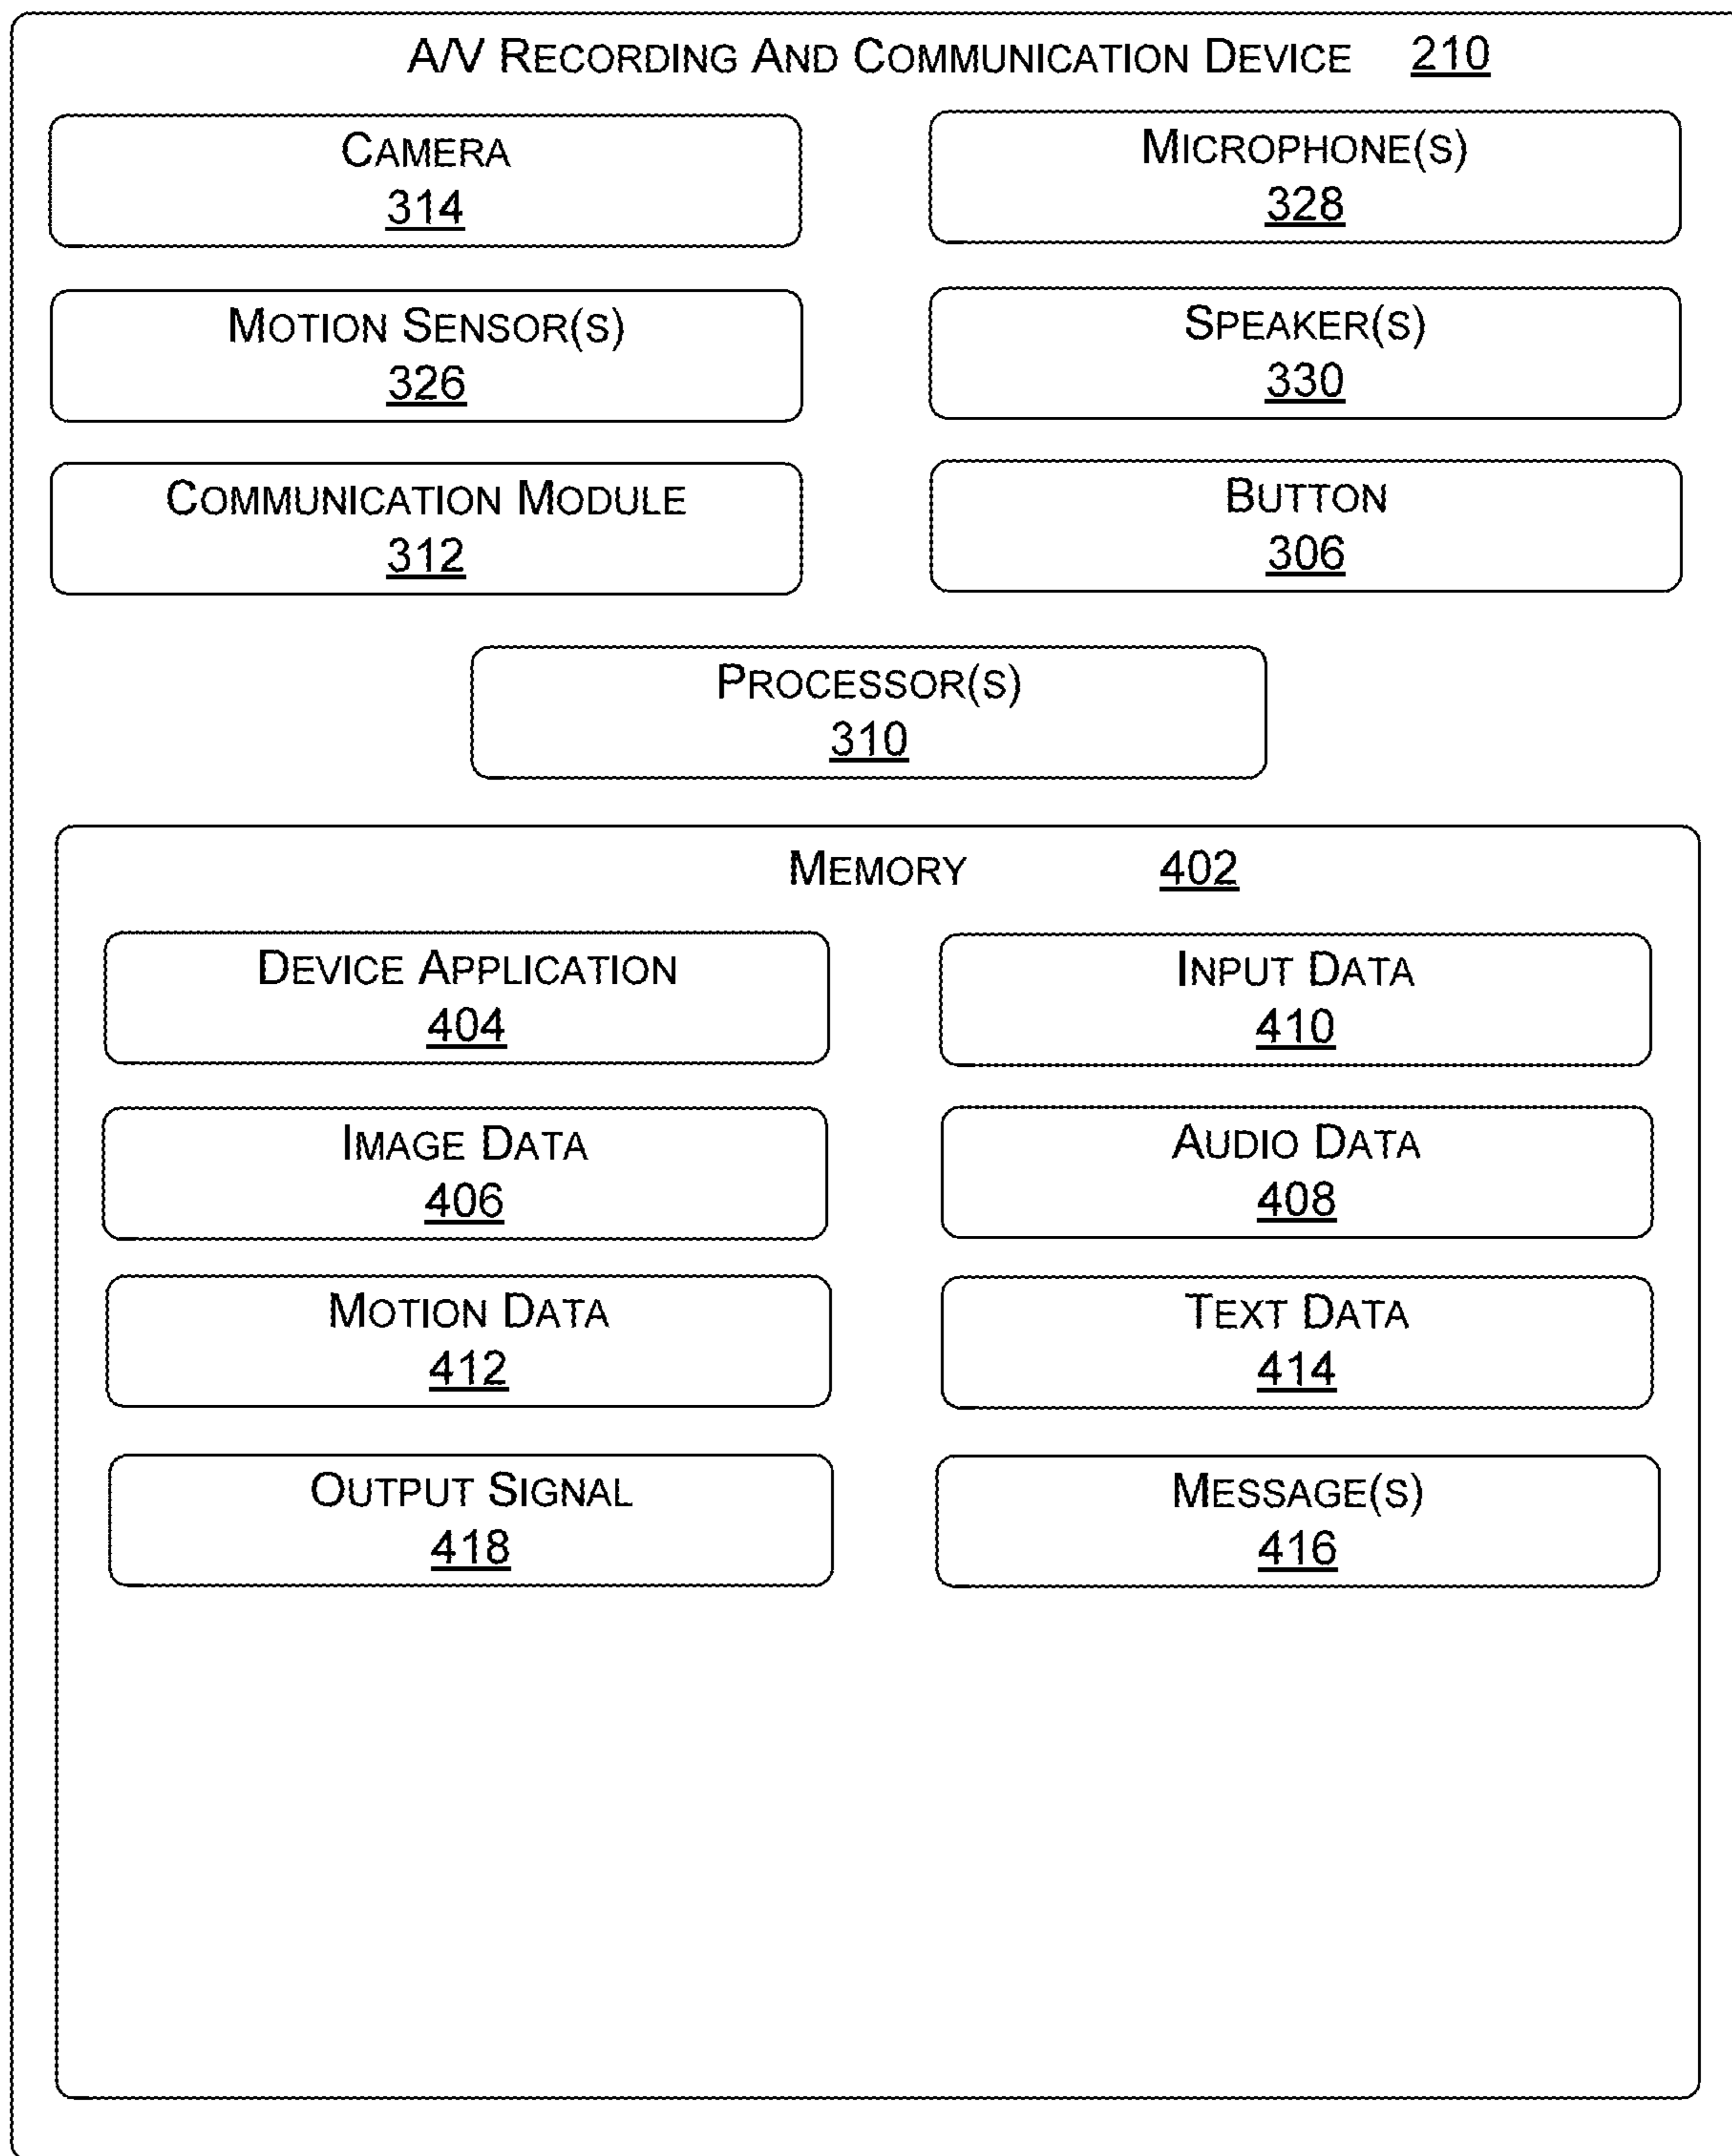 A/V RECORDING AND COMMUNICATION DEVICE 210
CAMERA
314
MICROPHONE(S)
328
MOTION SENSOR(S)
326
SPEAKER(S)
330
COMMUNICATION MODULE
312
BUTTON
306
PROCESSOR(S)
310
MEMORY 402
DEVICE APPLICATION
404
INPUT DATA
410
IMAGE DATA
406
AUDIO DATA
408
MOTION DATA
412
TEXT DATA
414
OUTPUT SIGNAL
418
MESSAGE(S)
416